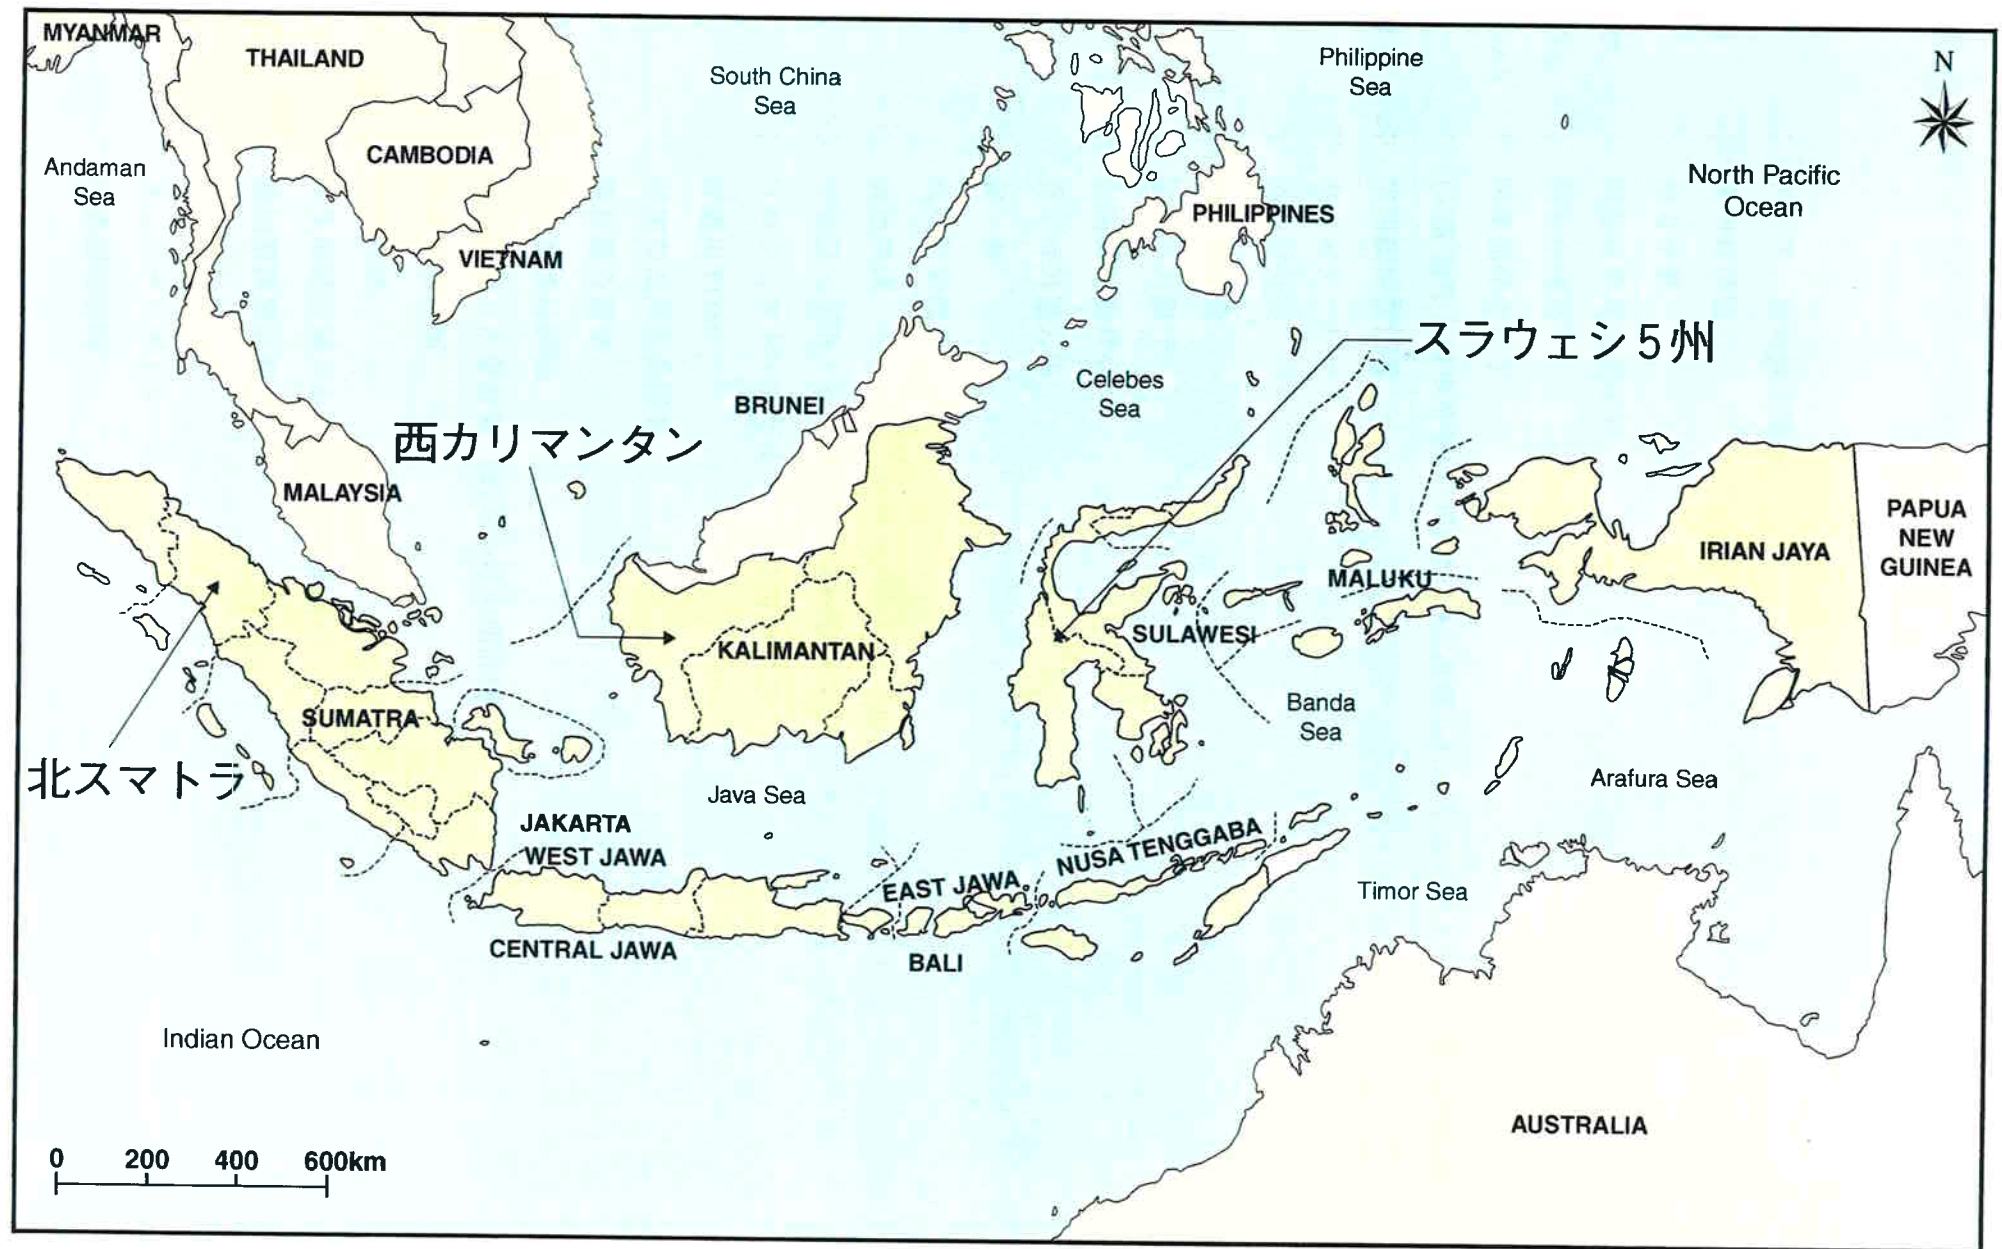 MYANMAR
THAILAND
South China
Sea
Philippine
Sea
N
Andaman
Sea
CAMBODIA
North Pacific
Ocean
PHILIPPINES
VIETNAM
スラウェシ5州
Celebes
Sea
BRUNEI
西カリマンタン
MALAYSIA
PAPUA
NEW
GUINEA
IRIAN JAYA
MALUKU
SULAWESI
KALIMANTAN
Banda
Sea
SUMATRA
北スマトラ
Java Sea
Arafura Sea
JAKARTA
WEST JAWA
NUSA TENGGABA
EAST JAWA
Timor Sea
CENTRAL JAWA
BALI
Indian Ocean
AUSTRALIA
0 200 400 600km